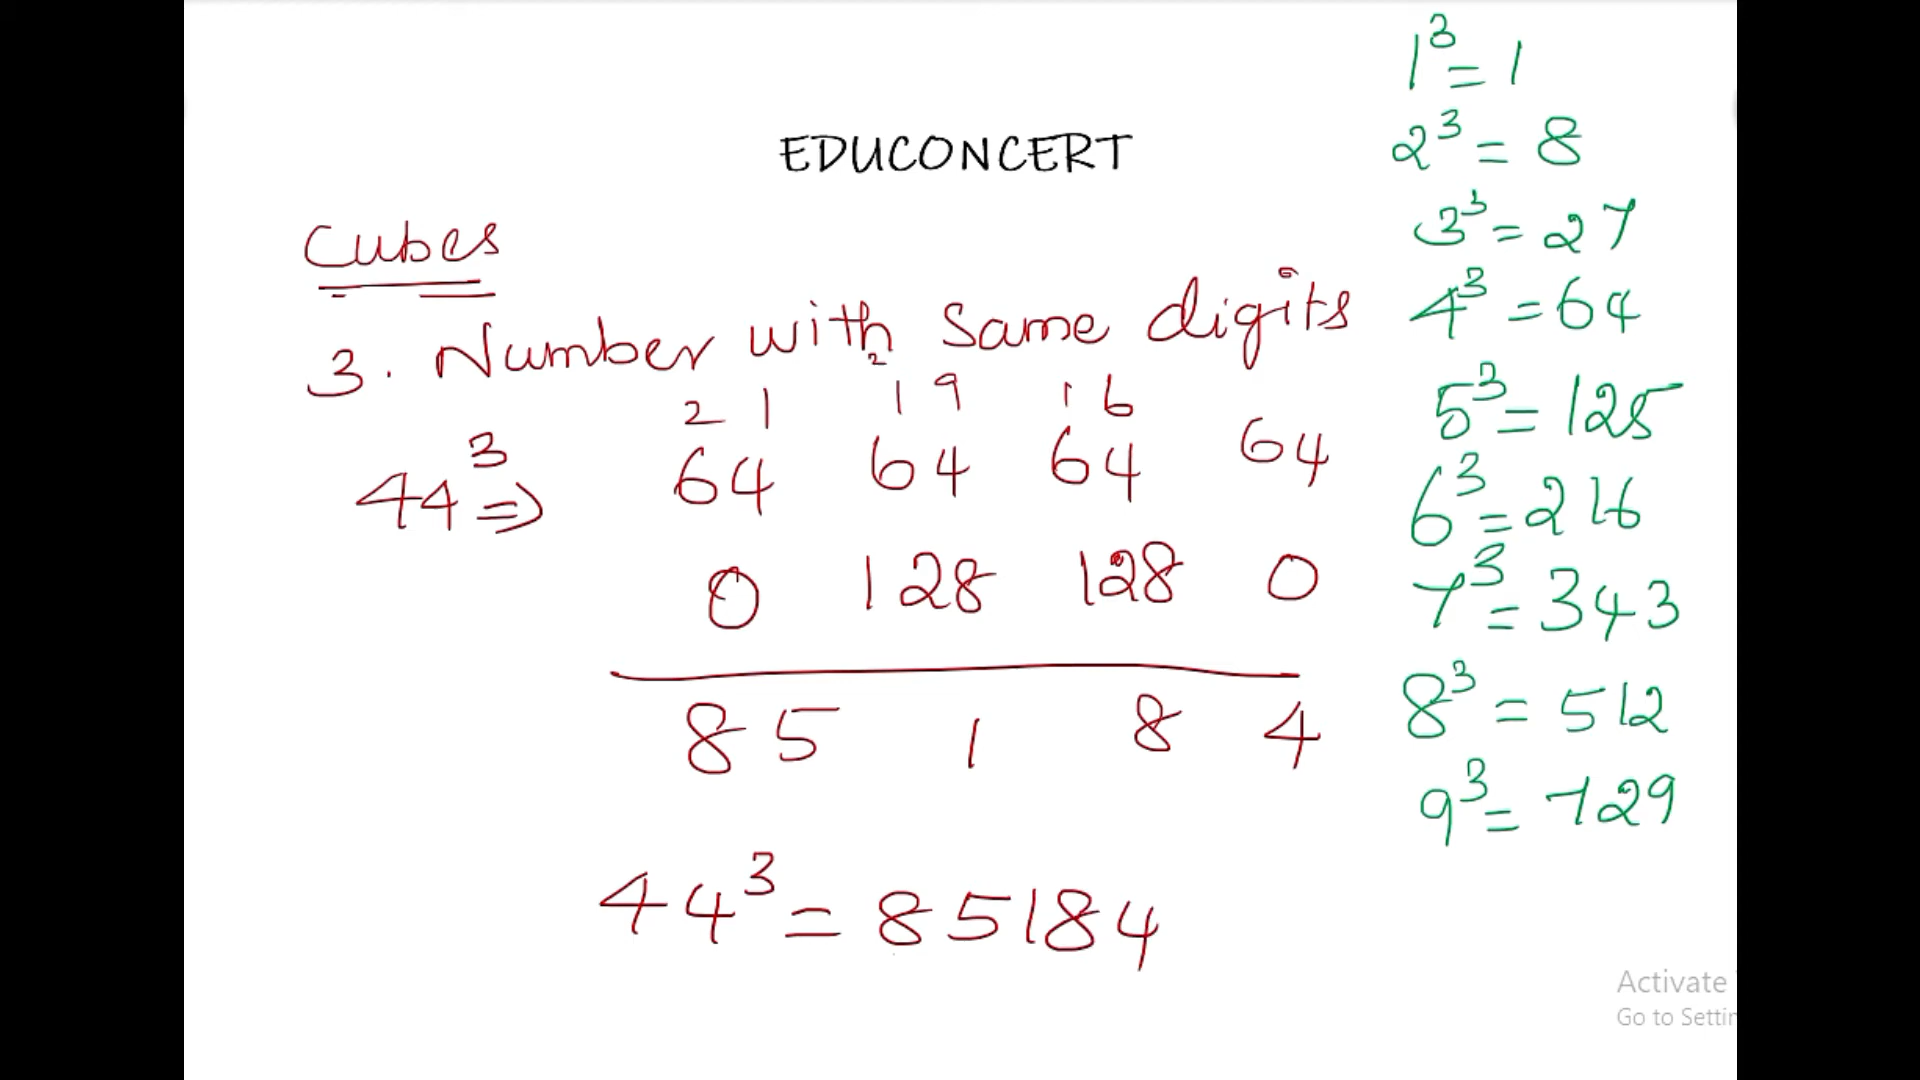 EDUCONCERT
Cubes
3. Number with same digits
2 1 1 9 1 6
2
44³ ⇒ 64 64 64 64
0 128 128 0
85 1 8 4
44³ = 85184
1³ = 1
2³ = 8
3³ = 27
4³ = 64
5³ = 125
6³ = 216
7³ = 343
8³ = 512
9³ = 729
Activate
Go to Settin